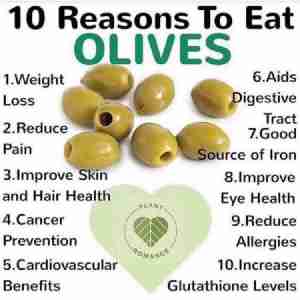 10 Reasons To Eat
OLIVES
1.Weight
Loss
2.Reduce
Pain
3.Improve Skin
and Hair Health
4.Cancer
Prevention
5.Cardiovascular
Benefits
6.Aids
Digestive
Tract
7.Good
Source of Iron
8.Improve
Eye Health
9.Reduce
Allergies
10.Increase
Glutathione Levels
PLANT
ROMANCE